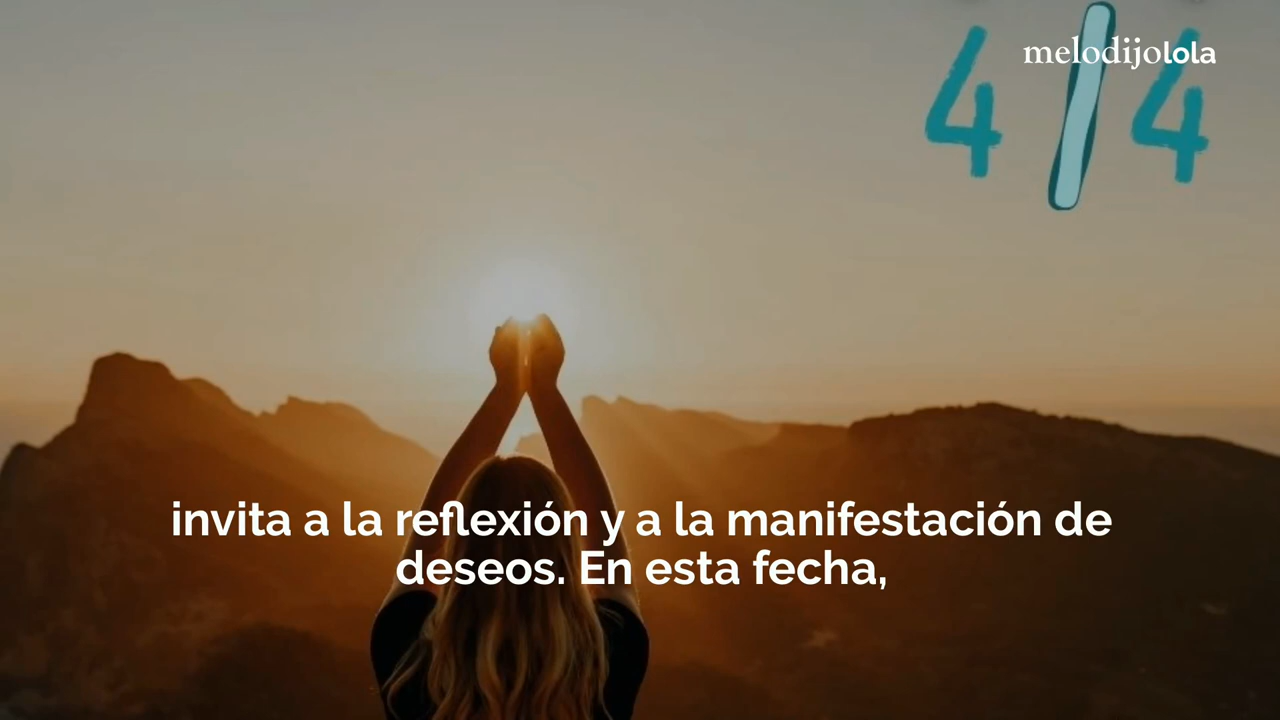 melodijolola
4/4
invita a la reflexión y a la manifestación de
deseos. En esta fecha,